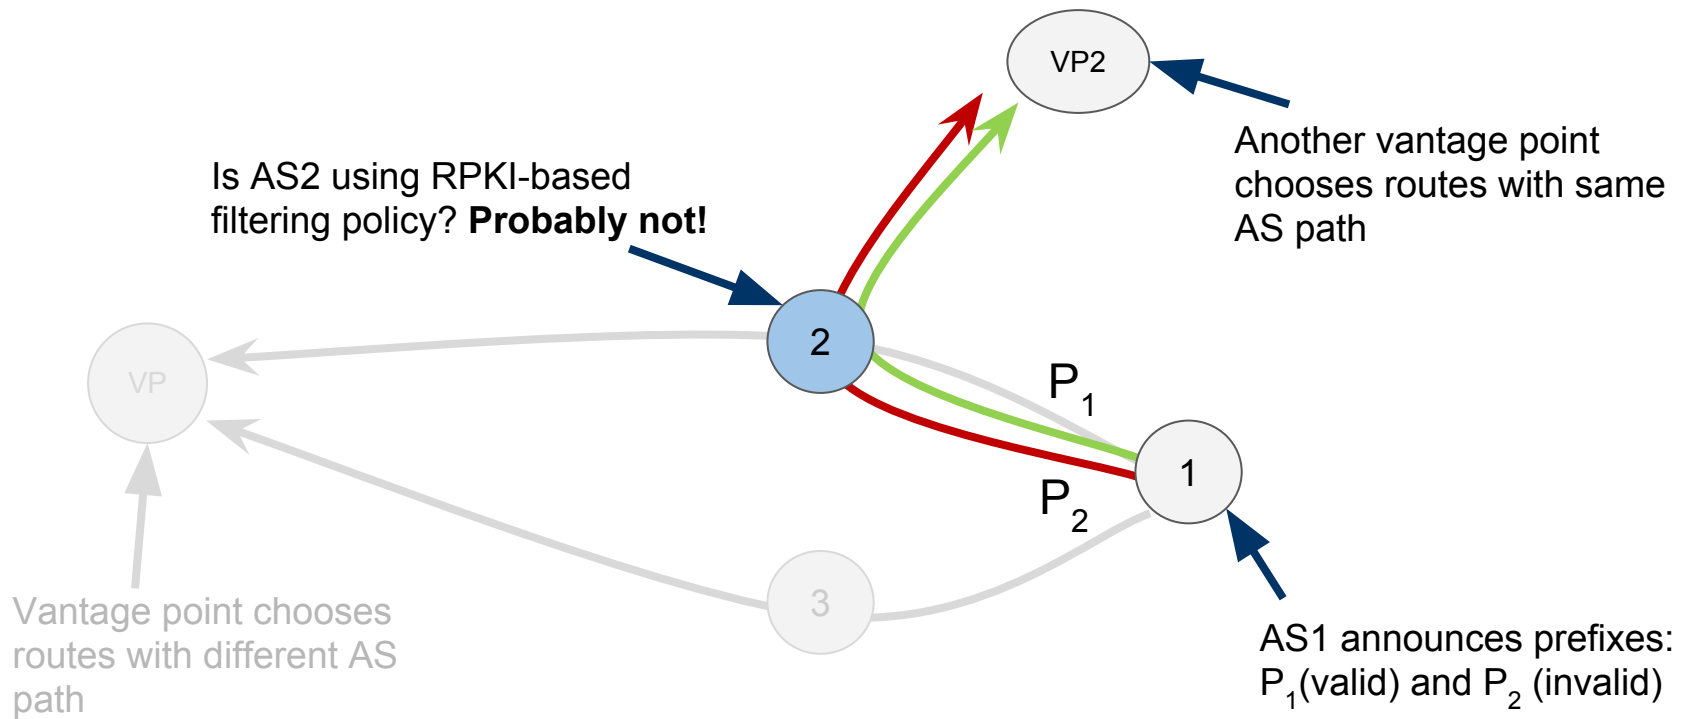 VP2
Another vantage point
chooses routes with same
AS path
Is AS2 using RPKI-based
filtering policy? Probably not!
2
VP
P1
1
P2
3
Vantage point chooses
routes with different AS
path
AS1 announces prefixes:
P1(valid) and P2 (invalid)